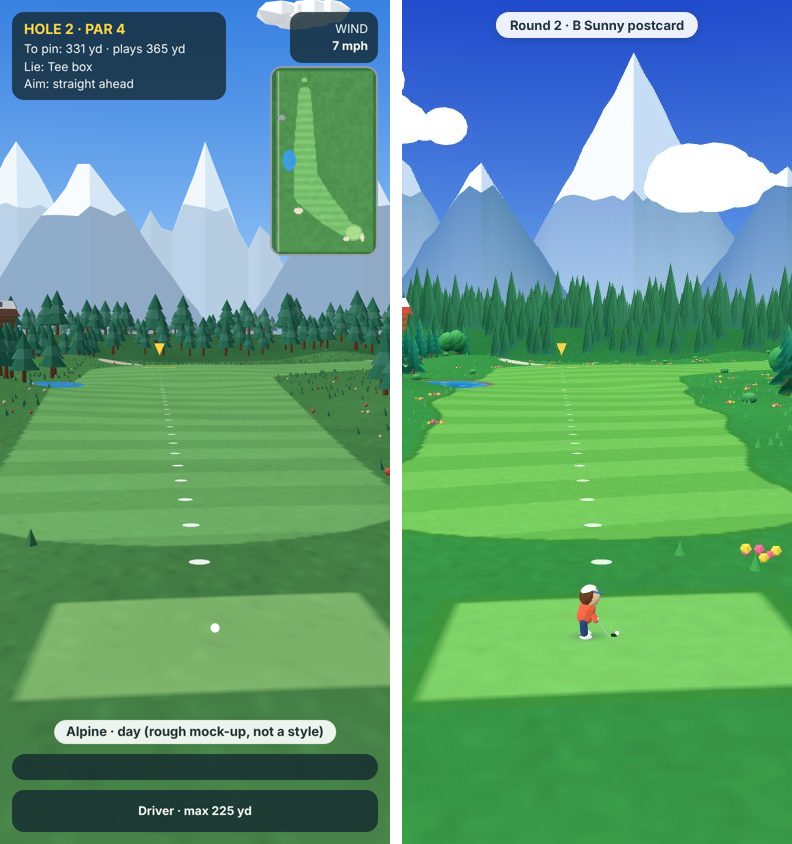 HOLE 2 · PAR 4
To pin: 331 yd · plays 365 yd
Lie: Tee box
Aim: straight ahead
WIND
7 mph
Alpine · day (rough mock-up, not a style)
Driver · max 225 yd
Round 2 · B Sunny postcard